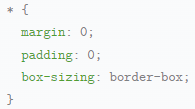 * {
  margin: 0;
  padding: 0;
  box-sizing: border-box;
}